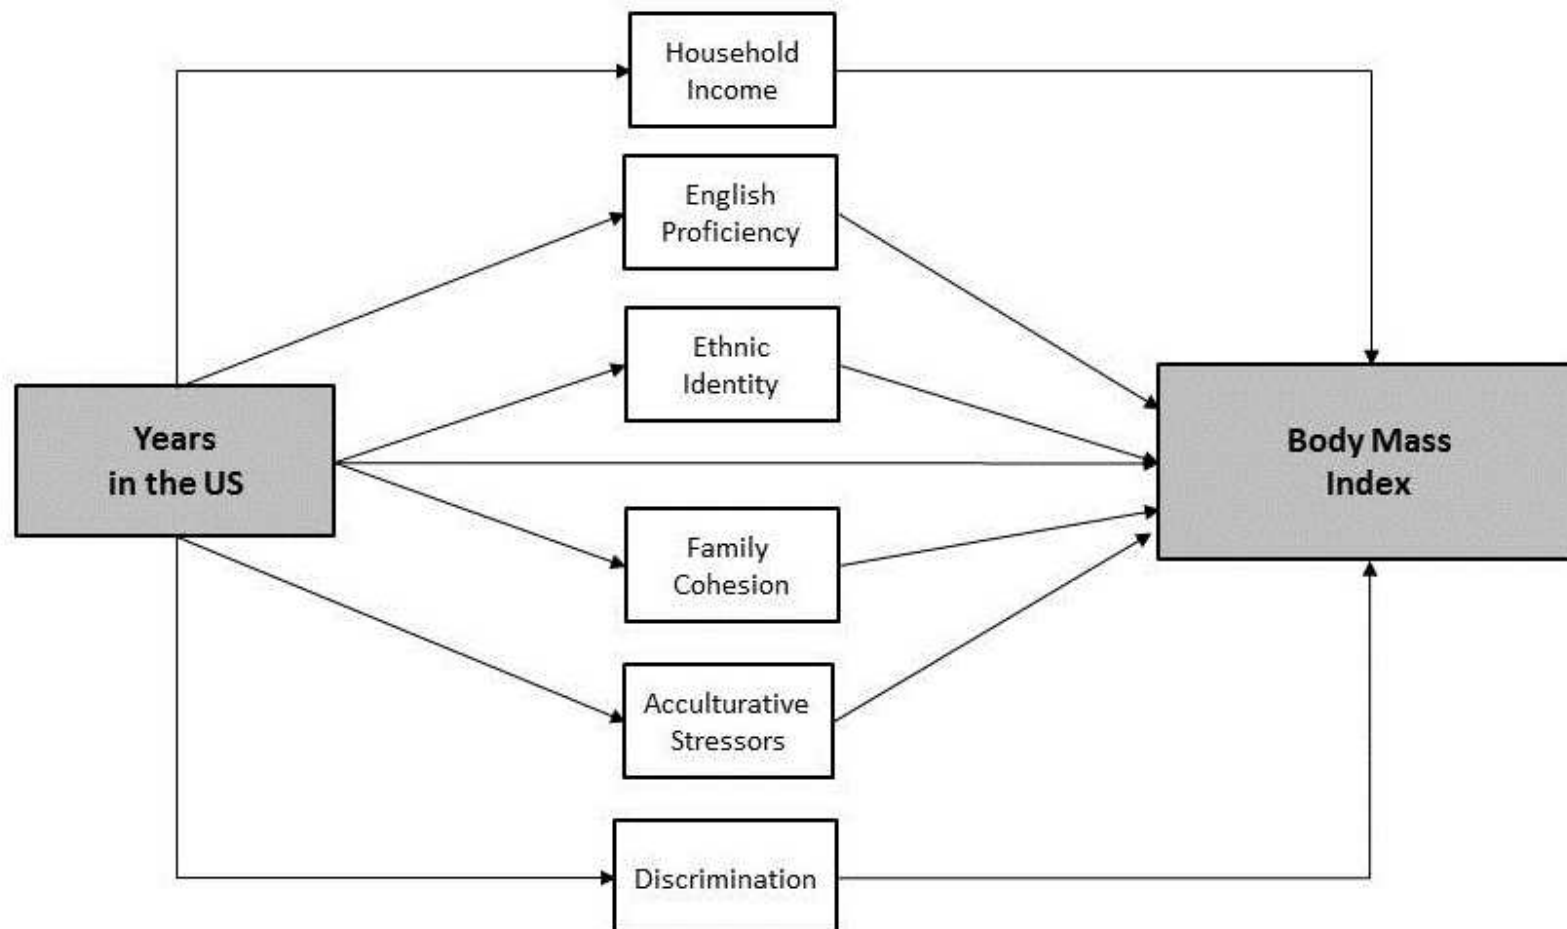 Household
Income
English
Proficiency
Ethnic
Identity
Years
in the US
Body Mass
Index
Family
Cohesion
Acculturative
Stressors
Discrimination